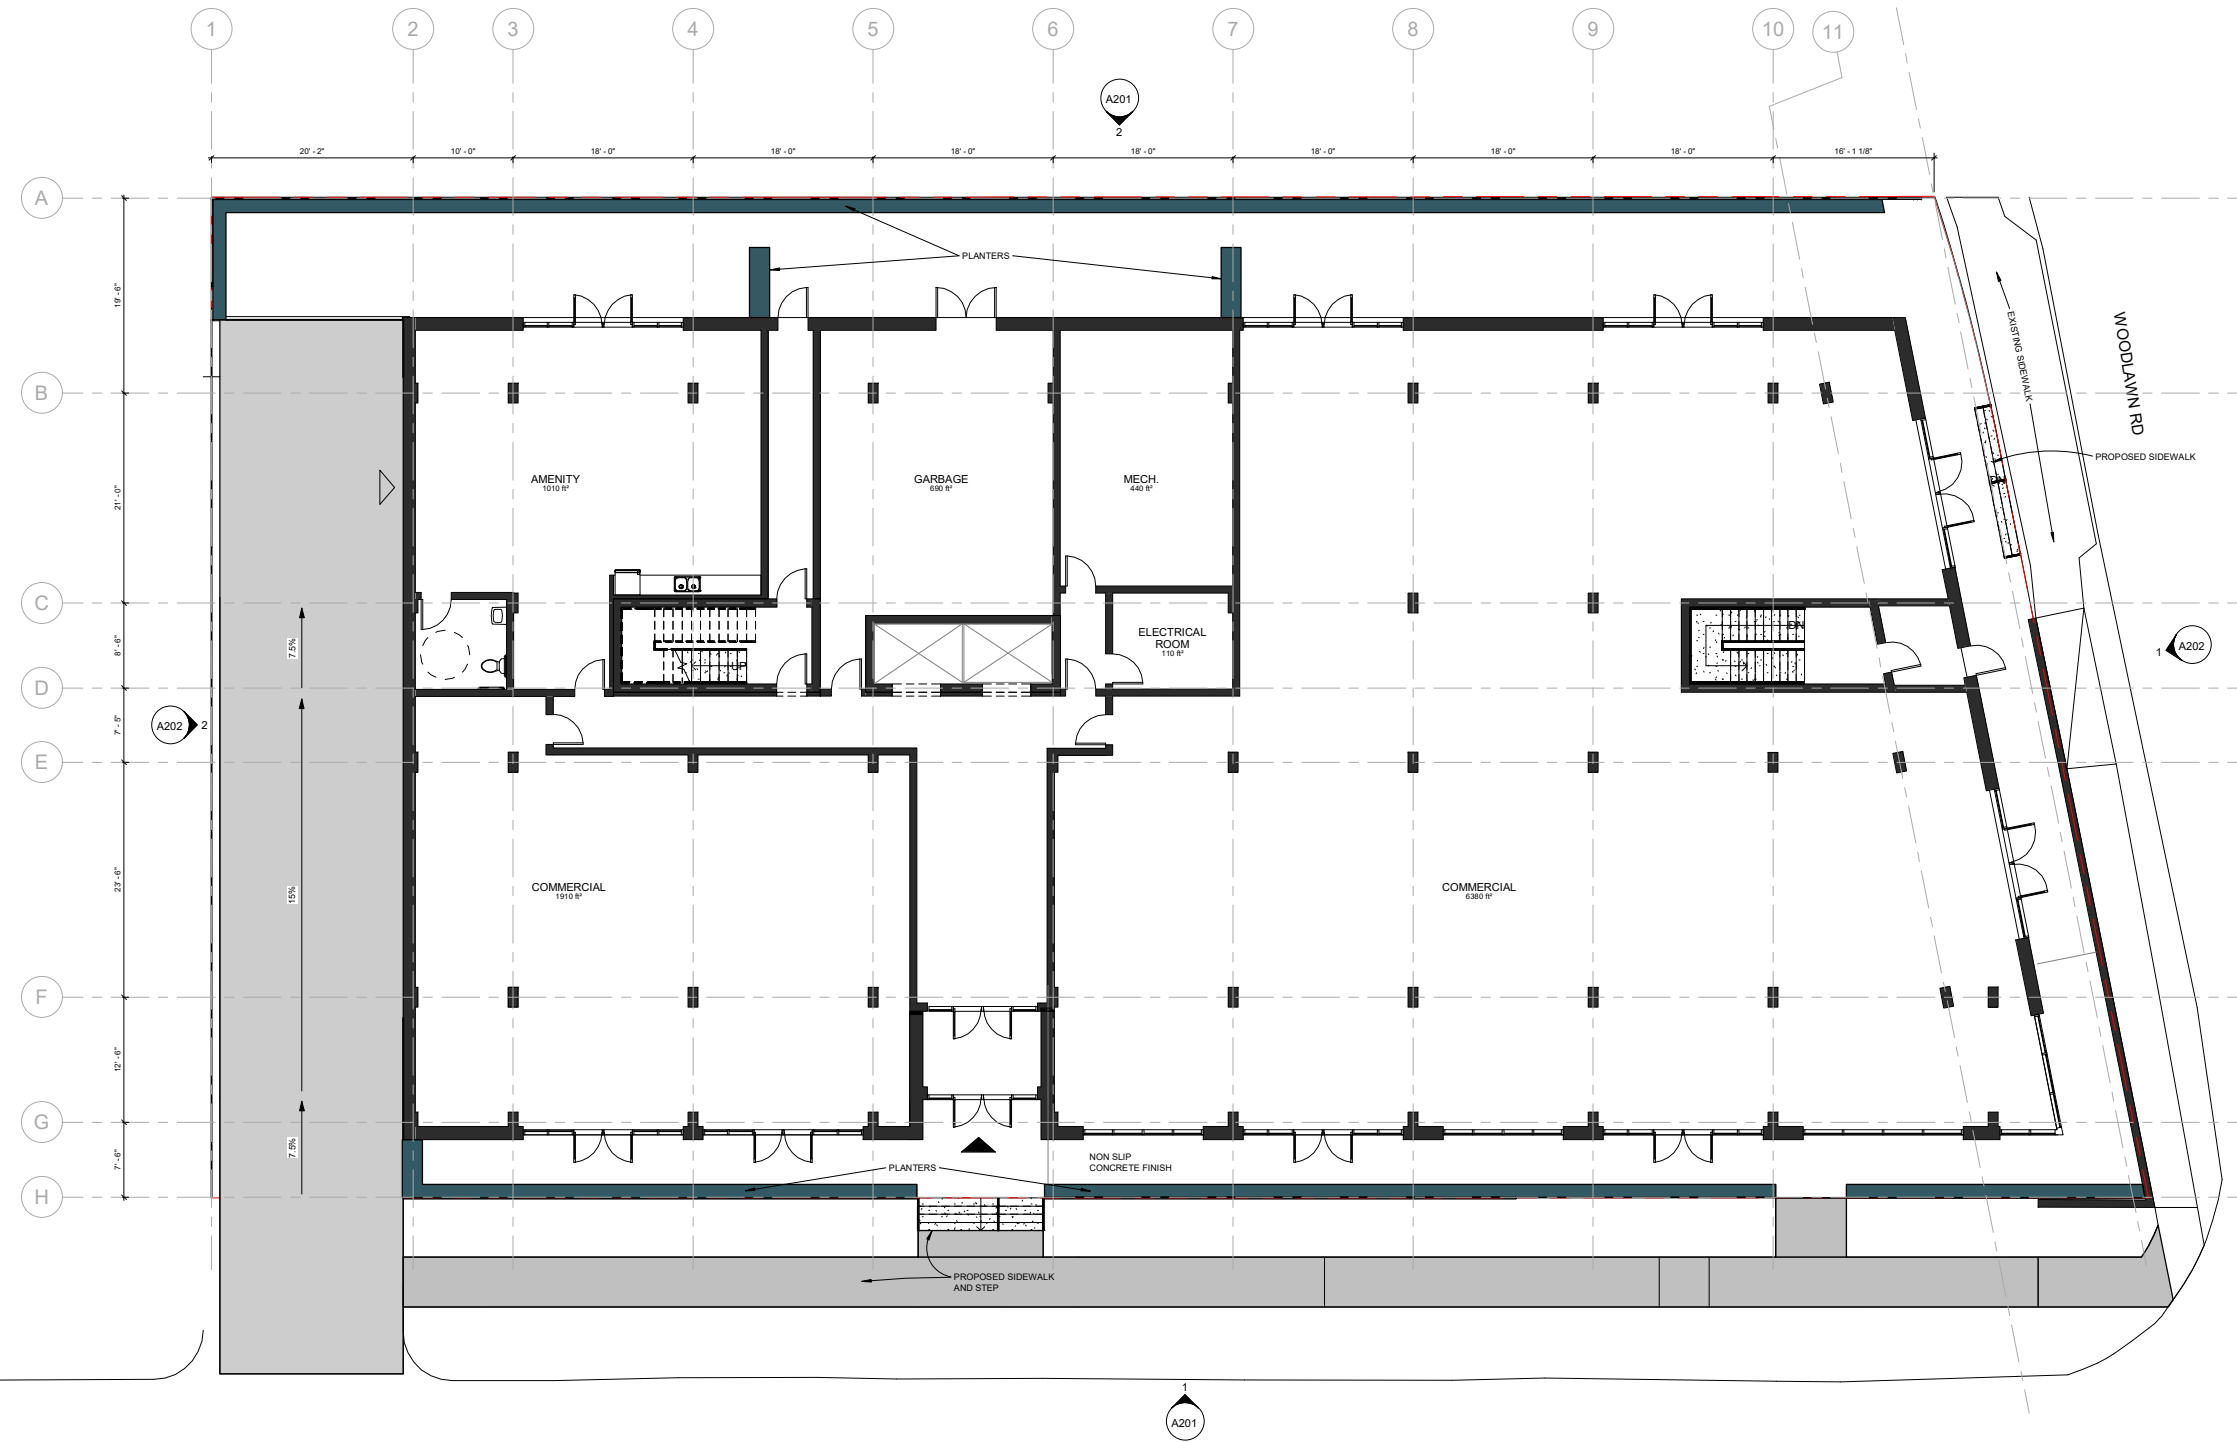 1 2 3 4 5 6 7 8 9 10 11
A201
2
20' - 2" 10' - 0" 18' - 0" 18' - 0" 18' - 0" 18' - 0" 18' - 0" 18' - 0" 18' - 0" 16' - 1 1/8"
A
19' - 6"
PLANTERS
EXISTING SIDEWALK
WOODLAWN RD
B
PROPOSED SIDEWALK
21' - 0"
AMENITY
1010 ft²
GARBAGE
690 ft²
MECH.
440 ft²
C
8' - 6"
7.5%
ELECTRICAL
ROOM
110 ft²
UP
DN
1
A202
D
A202
2
7' - 5"
E
23' - 6"
15%
COMMERCIAL
1910 ft²
COMMERCIAL
6380 ft²
F
12' - 6"
G
7' - 6"
7.5%
NON SLIP
CONCRETE FINISH
PLANTERS
H
PROPOSED SIDEWALK
AND STEP
1
A201